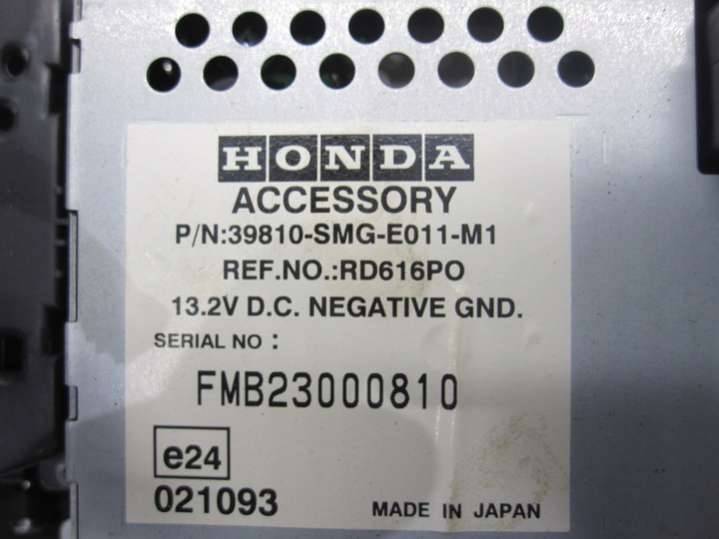 HONDA
ACCESSORY
P/N:39810-SMG-E011-M1
REF.NO.:RD616PO
13.2V D.C. NEGATIVE GND.
SERIAL NO :
FMB23000810
e24
021093 MADE IN JAPAN